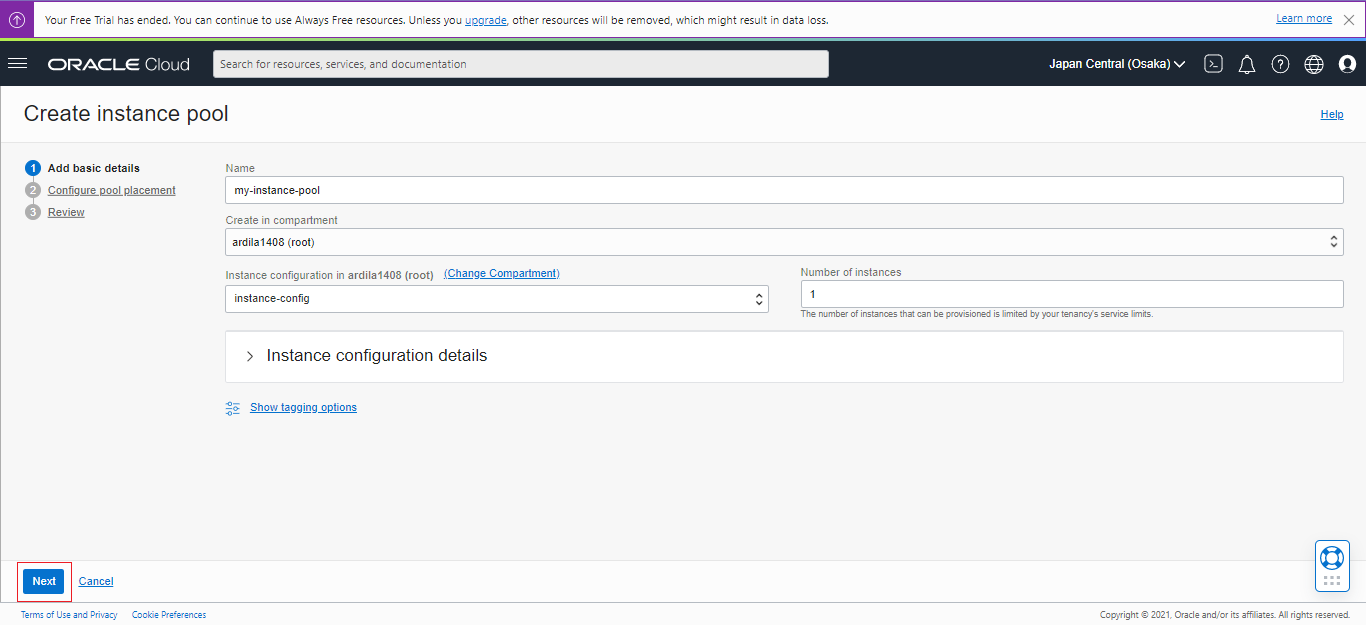 Your Free Trial has ended. You can continue to use Always Free resources. Unless you upgrade, other resources will be removed, which might result in data loss.
Learn more
ORACLE Cloud
Search for resources, services, and documentation
Japan Central (Osaka)
Create instance pool
Help
1 Add basic details
2 Configure pool placement
3 Review
Name
my-instance-pool
Create in compartment
ardila1408 (root)
Instance configuration in ardila1408 (root) (Change Compartment)
instance-config
Number of instances
1
The number of instances that can be provisioned is limited by your tenancy's service limits.
Instance configuration details
Show tagging options
Next
Cancel
Terms of Use and Privacy
Cookie Preferences
Copyright © 2021, Oracle and/or its affiliates. All rights reserved.